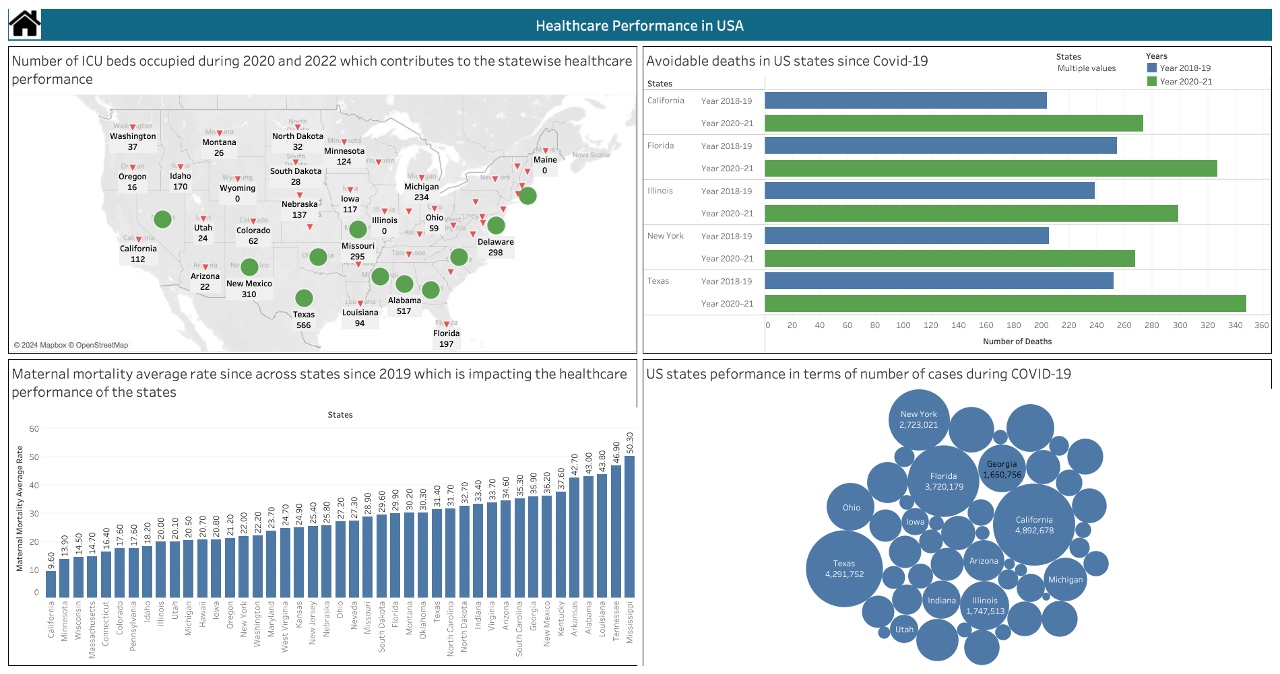 Healthcare Performance in USA
Number of ICU beds occupied during 2020 and 2022 which contributes to the statewise healthcare
performance
Washington
37
Montana
26
North Dakota
32
Minnesota
124
Maine
0
Nova Scotia
Oregon
16
Idaho
170
Wyoming
0
South Dakota
28
Michigan
234
Nebraska
137
Iowa
117
Illinois
0
Ohio
59
Utah
24
Colorado
62
California
112
Missouri
295
Delaware
298
Arizona
22
New Mexico
310
Texas
566
Louisiana
94
Alabama
517
Florida
197
© 2024 Mapbox © OpenStreetMap
Avoidable deaths in US states since Covid-19
States
Multiple values
Years
Year 2018-19
Year 2020-21
States
California
Year 2018-19
Year 2020-21
Florida
Year 2018-19
Year 2020-21
Illinois
Year 2018-19
Year 2020-21
New York
Year 2018-19
Year 2020-21
Texas
Year 2018-19
Year 2020-21
0 20 40 60 80 100 120 140 160 180 200 220 240 260 280 300 320 340 360
Number of Deaths
Maternal mortality average rate since across states since 2019 which is impacting the healthcare
performance of the states
States
Maternal Mortality Average Rate
60
50
40
30
20
10
0
9.60 13.90 14.50 14.70 16.40 17.60 17.60 18.20 20.00 20.10 20.50 20.70 20.80 21.20 22.00 22.20 23.70 24.70 24.90 25.40 25.80 27.20 27.30 28.90 29.60 29.90 30.20 30.30 31.40 31.70 32.70 33.40 33.70 34.60 35.30 35.90 36.20 37.60 42.70 43.00 43.80 46.90 50.30
California Minnesota Wisconsin Massachusetts Connecticut Colorado Pennsylvania Idaho Illinois Utah Michigan Hawaii Iowa Oregon New York Washington Maryland West Virginia Kansas New Jersey Nebraska Ohio Nevada Missouri South Dakota Florida Montana Oklahoma Texas North Carolina North Dakota Indiana Virginia Arizona South Carolina Georgia New Mexico Kentucky Arkansas Alabama Louisiana Tennessee Mississippi
US states peformance in terms of number of cases during COVID-19
New York
2,723,021
Georgia
1,650,756
Florida
3,720,179
Ohio
Iowa
California
4,892,678
Texas
4,291,752
Arizona
Michigan
Indiana
Illinois
1,747,513
Utah